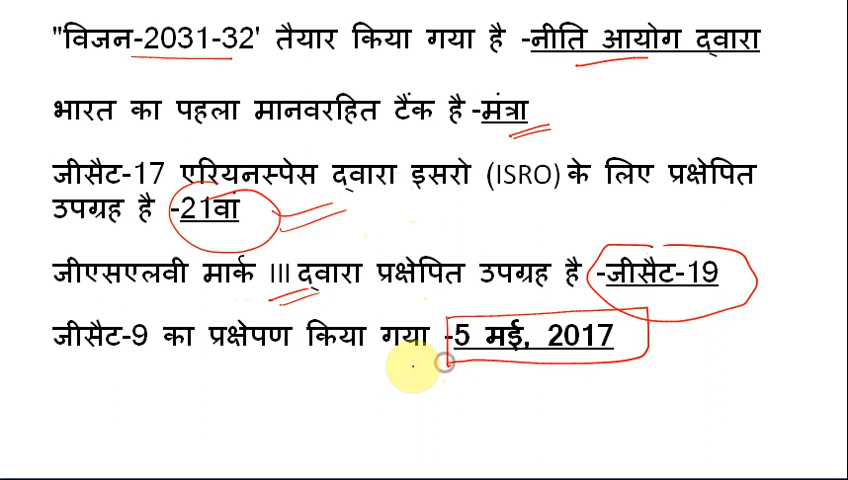 "विजन-2031-32' तैयार किया गया है -नीति आयोग द्वारा
भारत का पहला मानवरहित टैंक है -मंत्रा
जीसैट-17 एरियनस्पेस द्वारा इसरो (ISRO) के लिए प्रक्षेपित
उपग्रह है -21वां
जीएसएलवी मार्क III द्वारा प्रक्षेपित उपग्रह है -जीसैट-19
जीसैट-9 का प्रक्षेपण किया गया -5 मई, 2017